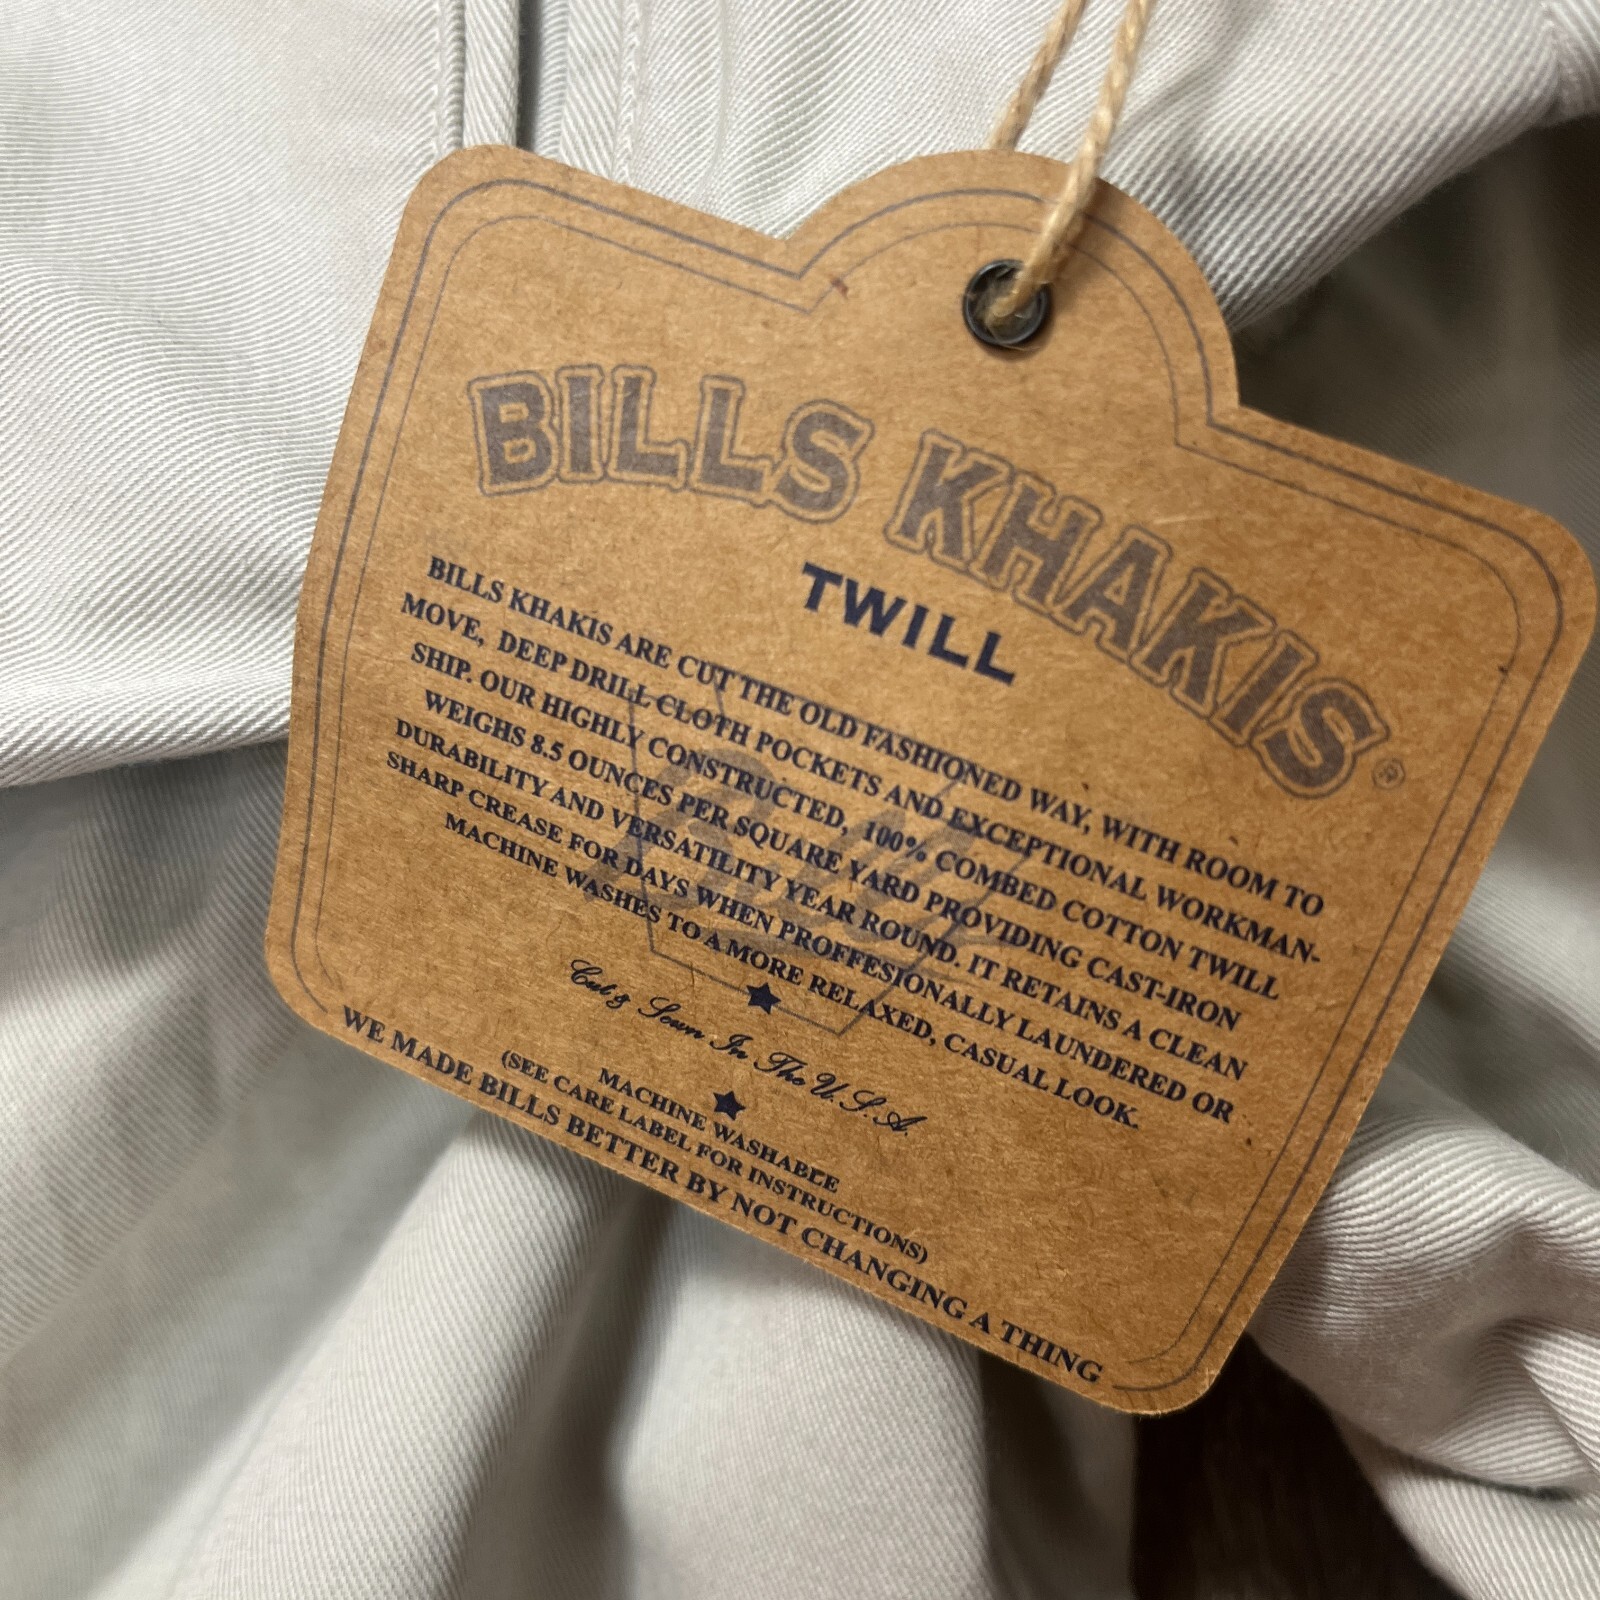 BILLS KHAKIS®
TWILL
BILLS KHAKIS ARE CUT THE OLD FASHIONED WAY, WITH ROOM TO
MOVE, DEEP DRILL CLOTH POCKETS AND EXCEPTIONAL WORKMAN-
SHIP. OUR HIGHLY CONSTRUCTED, 100% COMBED COTTON TWILL
WEIGHS 8.5 OUNCES PER SQUARE YARD PROVIDING CAST-IRON
DURABILITY AND VERSATILITY YEAR ROUND. IT RETAINS A CLEAN
SHARP CREASE FOR DAYS WHEN PROFFESIONALLY LAUNDERED OR
MACHINE WASHES TO A MORE RELAXED, CASUAL LOOK.
Cut & Sewn In The U.S.A.
MACHINE WASHABLE
(SEE CARE LABEL FOR INSTRUCTIONS)
WE MADE BILLS BETTER BY NOT CHANGING A THING